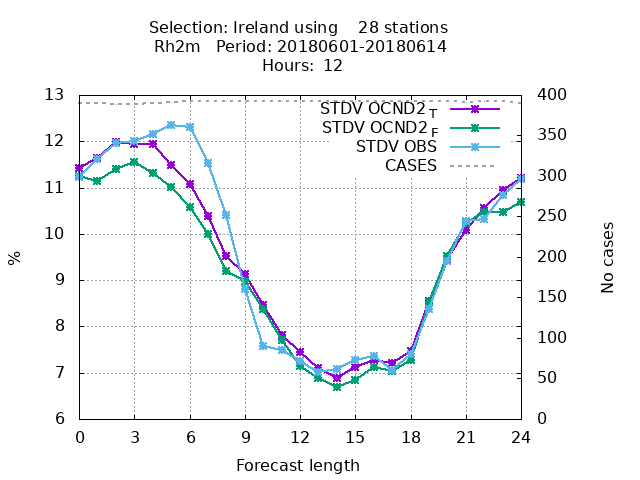 Selection: Ireland using    28 stations
Rh2m   Period: 20180601-20180614
Hours:  12
STDV OCND2 T
STDV OCND2 F
STDV OBS
CASES
13
12
11
10
9
8
7
6
400
350
300
250
200
150
100
50
0
%
No cases
0 3 6 9 12 15 18 21 24
Forecast length